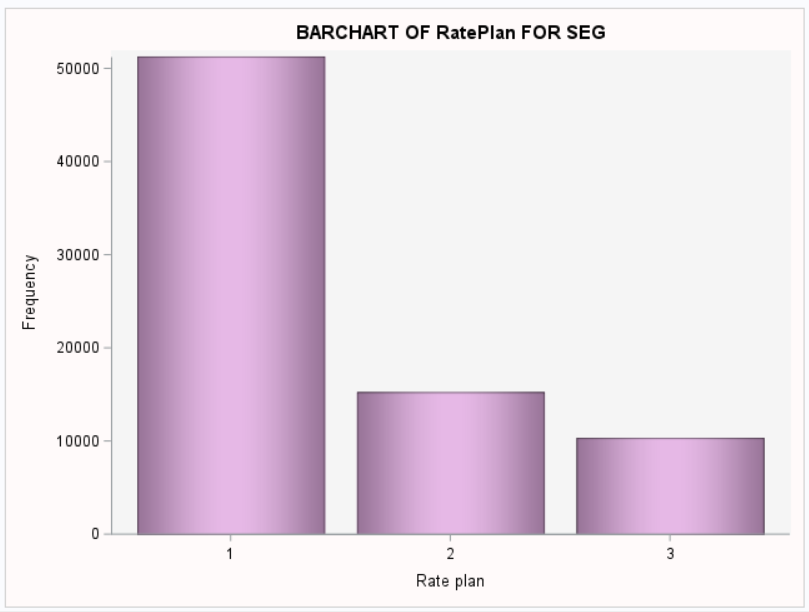 BARCHART OF RatePlan FOR SEG
50000
40000
30000
20000
10000
0
Frequency
1 2 3
Rate plan